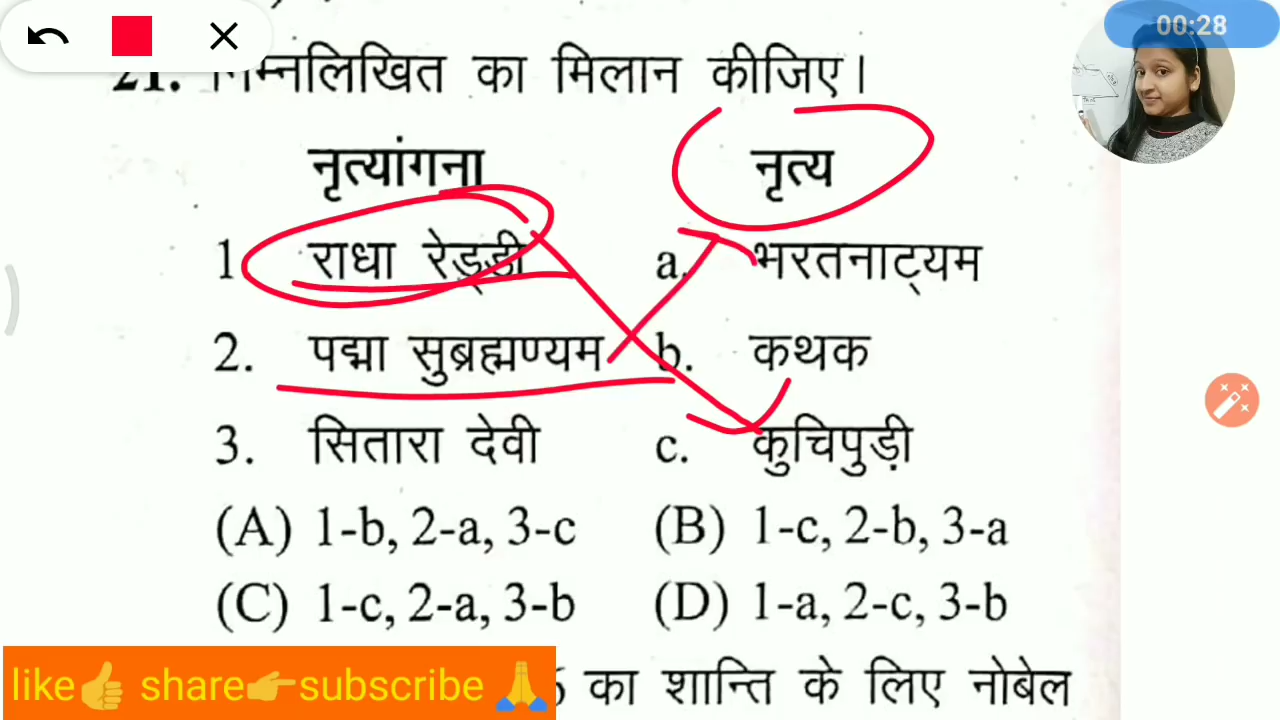 00:28
21. निम्नलिखित का मिलान कीजिए।
नृत्यांगना नृत्य
1 राधा रेड्डी a. भरतनाट्यम
2. पद्मा सुब्रह्मण्यम b. कथक
3. सितारा देवी c. कुचिपुड़ी
(A) 1-b, 2-a, 3-c (B) 1-c, 2-b, 3-a
(C) 1-c, 2-a, 3-b (D) 1-a, 2-c, 3-b
like👍 share👉subscribe 🙏 का शान्ति के लिए नोबेल